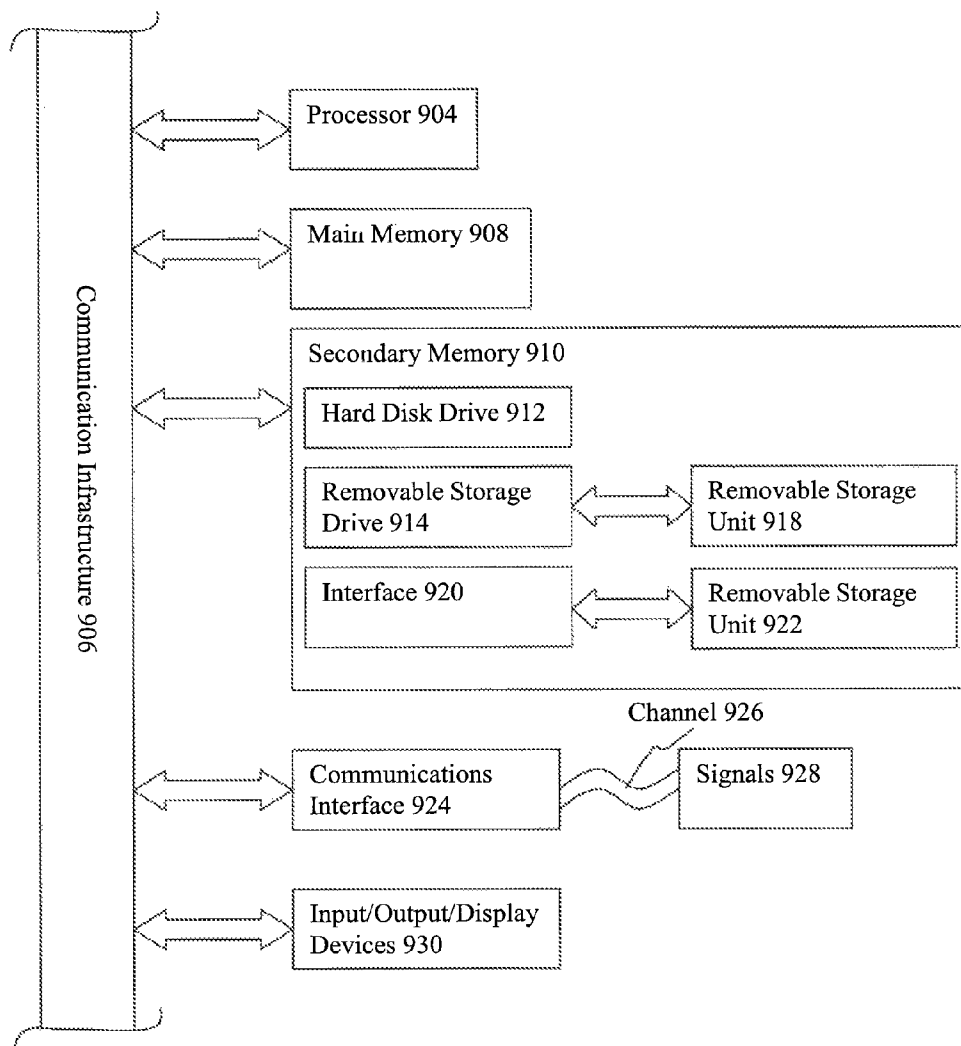 Communication Infrastructure 906
Processor 904
Main Memory 908
Secondary Memory 910
Hard Disk Drive 912
Removable Storage
Drive 914
Removable Storage
Unit 918
Interface 920
Removable Storage
Unit 922
Channel 926
Communications
Interface 924
Signals 928
Input/Output/Display
Devices 930